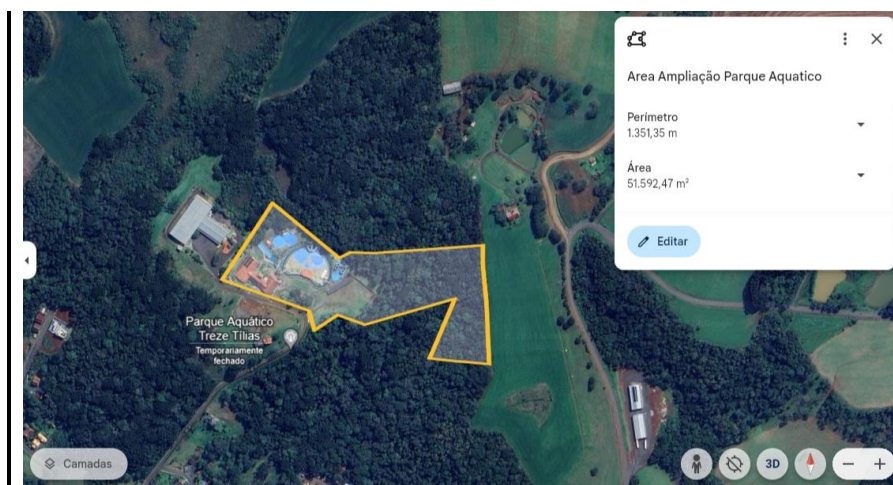 Area Ampliação Parque Aquatico
Perímetro
1.351,35 m
Área
51.592,47 m²
Editar
Parque Aquático
Treze Tílias
Temporariamente
fechado
Camadas
3D